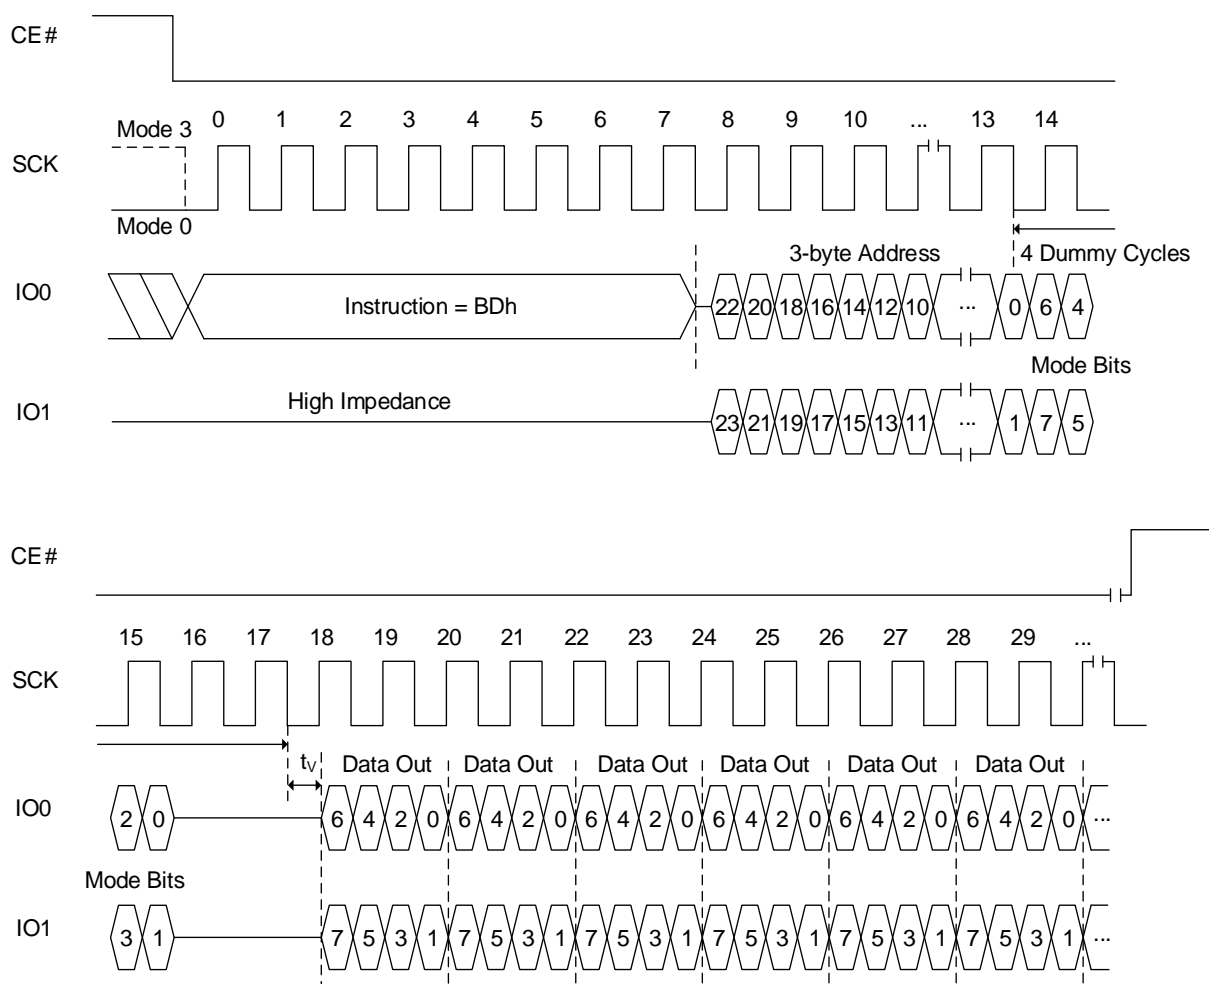 CE#
Mode 3 0 1 2 3 4 5 6 7 8 9 10 ... 13 14
SCK
Mode 0
3-byte Address 4 Dummy Cycles
IO0 Instruction = BDh 22 20 18 16 14 12 10 ... 0 6 4
Mode Bits
IO1 High Impedance 23 21 19 17 15 13 11 ... 1 7 5
CE#
15 16 17 18 19 20 21 22 23 24 25 26 27 28 29 ...
SCK
tV Data Out Data Out Data Out Data Out Data Out Data Out
IO0 2 0 6 4 2 0 6 4 2 0 6 4 2 0 6 4 2 0 6 4 2 0 6 4 2 0 ...
Mode Bits
IO1 3 1 7 5 3 1 7 5 3 1 7 5 3 1 7 5 3 1 7 5 3 1 7 5 3 1 ...